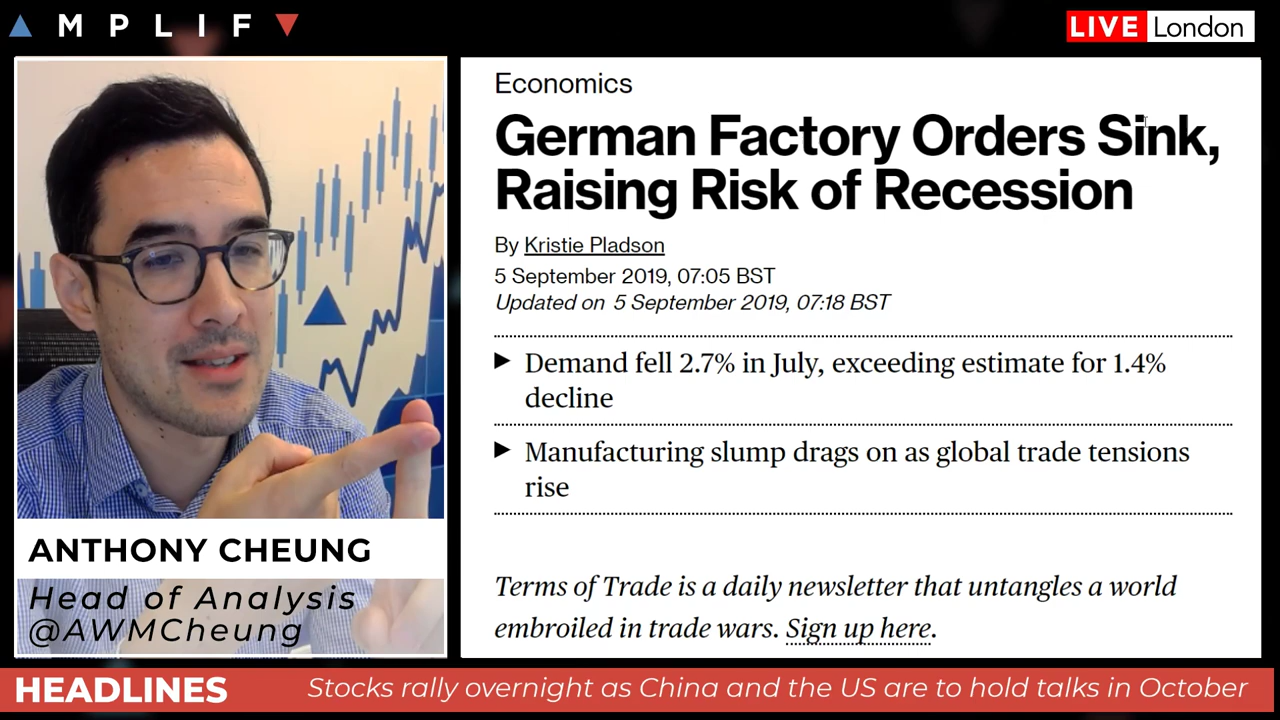 AMPLIFY
LIVE London
Economics
German Factory Orders Sink,
Raising Risk of Recession
By Kristie Pladson
5 September 2019, 07:05 BST
Updated on 5 September 2019, 07:18 BST
Demand fell 2.7% in July, exceeding estimate for 1.4%
decline
Manufacturing slump drags on as global trade tensions
rise
Terms of Trade is a daily newsletter that untangles a world
embroiled in trade wars. Sign up here.
ANTHONY CHEUNG
Head of Analysis
@AWMCheung
HEADLINES Stocks rally overnight as China and the US are to hold talks in October